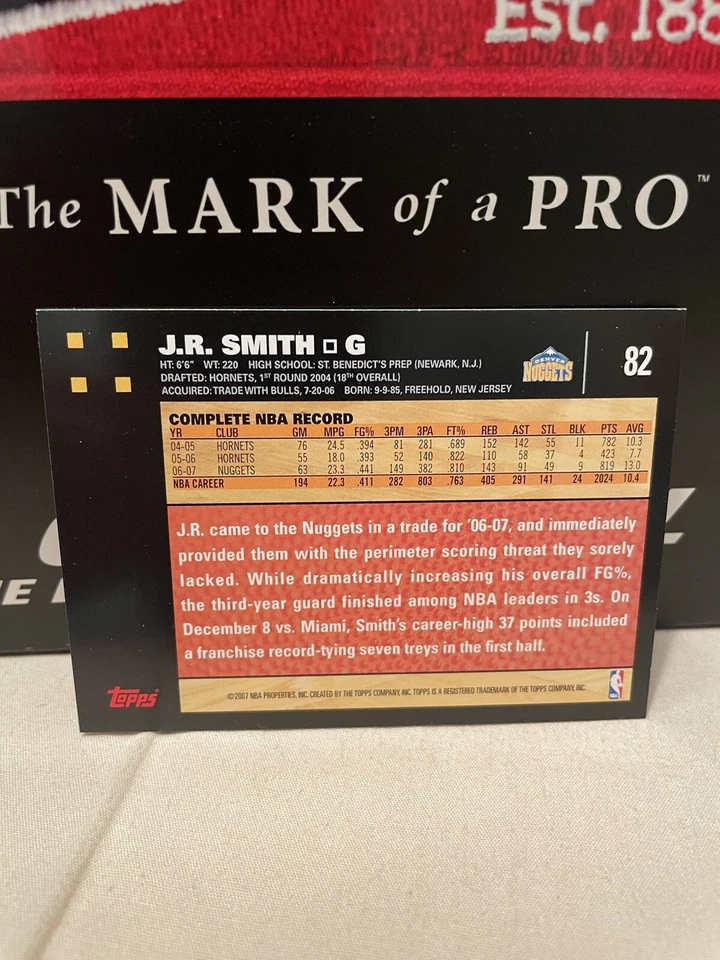 Est. 188
The MARK of a PRO™
J.R. SMITH □ G
HT: 6'6" WT: 220 HIGH SCHOOL: ST. BENEDICT'S PREP (NEWARK, N.J.)
DRAFTED: HORNETS, 1ST ROUND 2004 (18TH OVERALL)
ACQUIRED: TRADE WITH BULLS, 7-20-06 BORN: 9-9-85, FREEHOLD, NEW JERSEY
DENVER
NUGGETS
82
COMPLETE NBA RECORD
YR CLUB GM MPG FG% 3PM 3PA FT% REB AST STL BLK PTS AVG
04-05 HORNETS 76 24.5 .394 81 281 .689 152 142 55 11 782 10.3
05-06 HORNETS 55 18.0 .393 52 140 .822 110 58 37 4 423 7.7
06-07 NUGGETS 63 23.3 .441 149 382 .810 143 91 49 9 819 13.0
NBA CAREER 194 22.3 .411 282 803 .763 405 291 141 24 2024 10.4
J.R. came to the Nuggets in a trade for '06-07, and immediately
provided them with the perimeter scoring threat they sorely
lacked. While dramatically increasing his overall FG%,
the third-year guard finished among NBA leaders in 3s. On
December 8 vs. Miami, Smith's career-high 37 points included
a franchise record-tying seven treys in the first half.
Topps
©2007 NBA PROPERTIES, INC. CREATED BY THE TOPPS COMPANY, INC. TOPPS IS A REGISTERED TRADEMARK OF THE TOPPS COMPANY, INC.
NBA